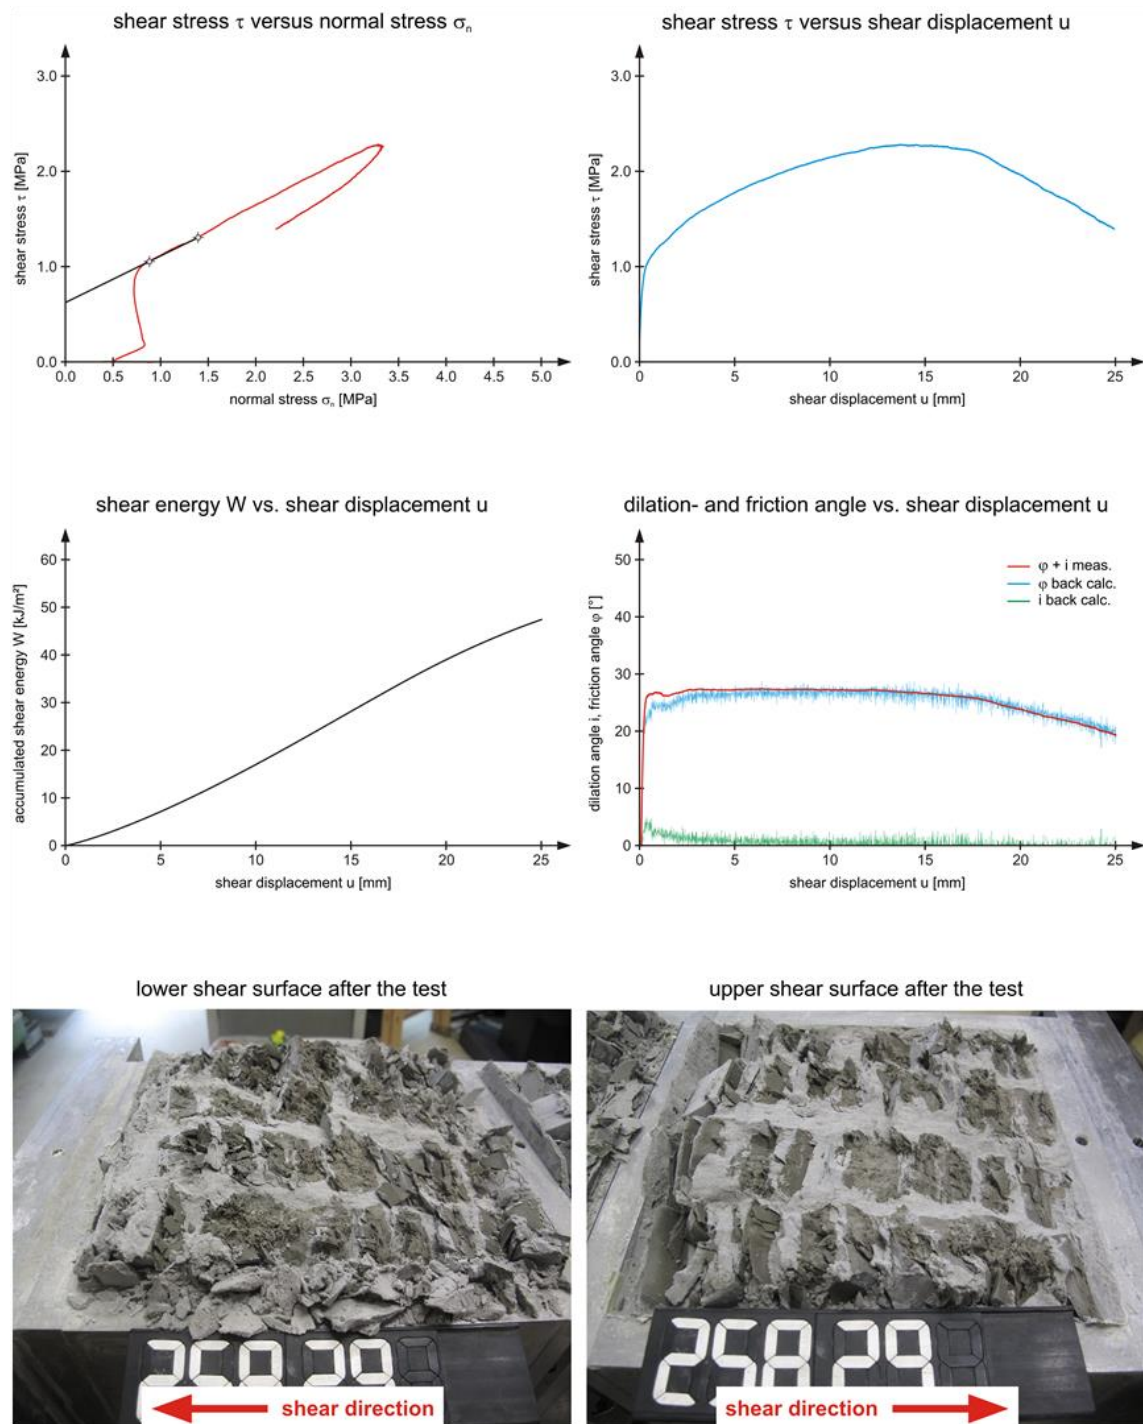 shear stress τ versus normal stress σn
shear stress τ versus shear displacement u
shear stress τ [MPa]
3.0
2.0
1.0
0.0
0.0 0.5 1.0 1.5 2.0 2.5 3.0 3.5 4.0 4.5 5.0
normal stress σn [MPa]
shear stress τ [MPa]
3.0
2.0
1.0
0.0
0 5 10 15 20 25
shear displacement u [mm]
shear energy W vs. shear displacement u
dilation- and friction angle vs. shear displacement u
accumulated shear energy W [kJ/m²]
60
50
40
30
20
10
0
0 5 10 15 20 25
shear displacement u [mm]
dilation angle i, friction angle φ [°]
50
40
30
20
10
0
φ + i meas.
φ back calc.
i back calc.
0 5 10 15 20 25
shear displacement u [mm]
lower shear surface after the test
upper shear surface after the test
shear direction
258 29
shear direction